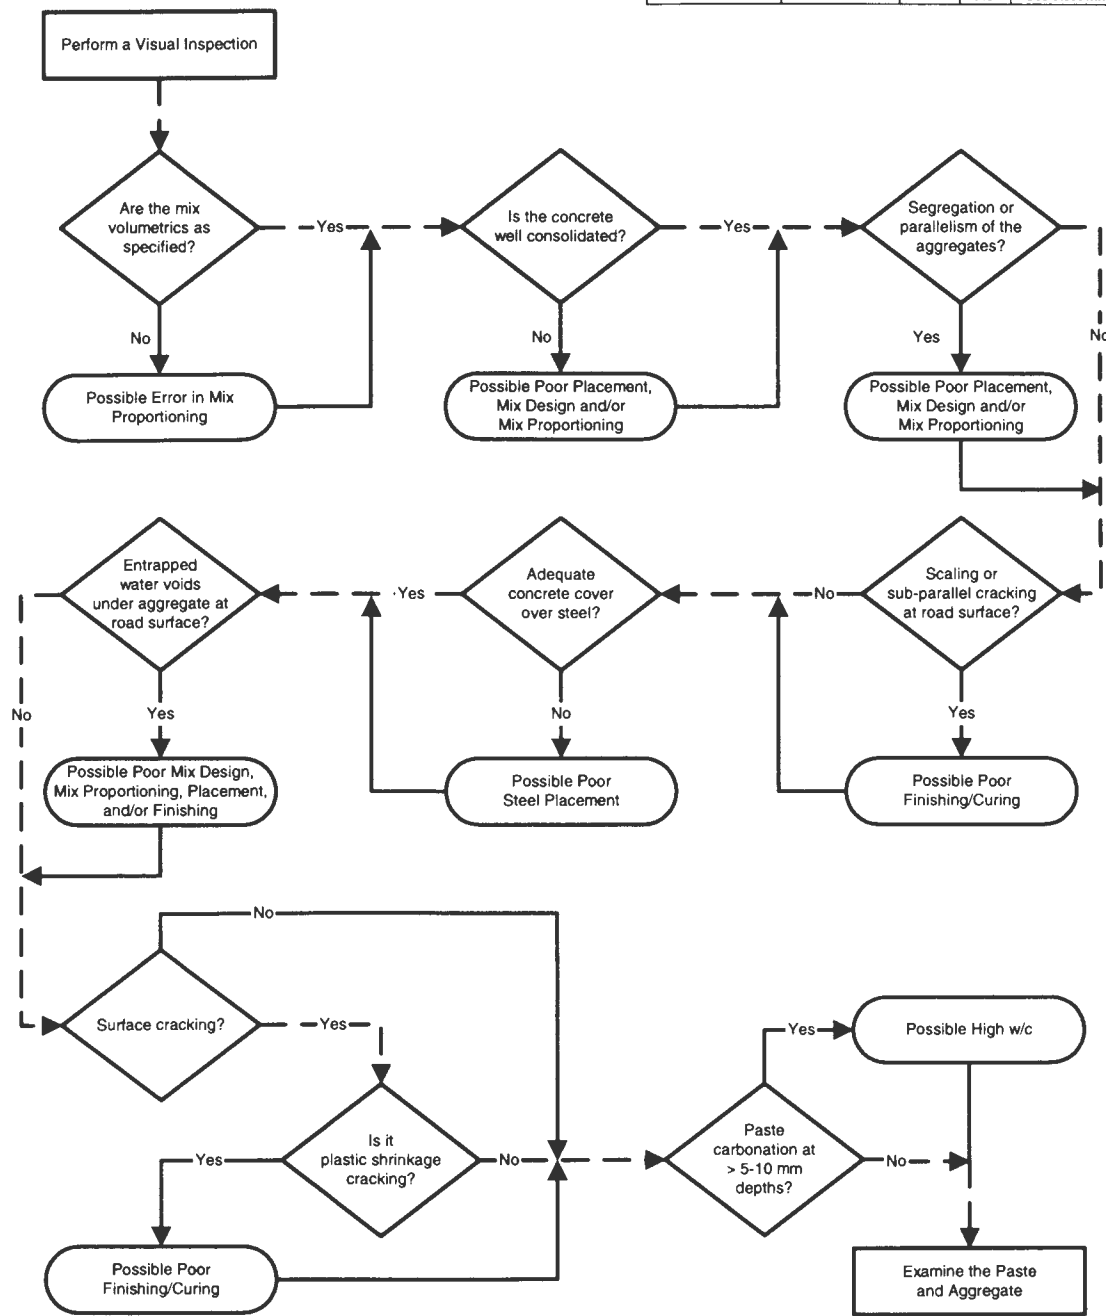 Perform a Visual Inspection
Are the mix
volumetrics as
specified?
Yes
Is the concrete
well consolidated?
Yes
Segregation or
parallelism of the
aggregates?
No
No
Possible Error in Mix
Proportioning
No
Possible Poor Placement,
Mix Design and/or
Mix Proportioning
Yes
Possible Poor Placement,
Mix Design and/or
Mix Proportioning
Entrapped
water voids
under aggregate at
road surface?
Yes
Adequate
concrete cover
over steel?
No
Scaling or
sub-parallel cracking
at road surface?
No
Yes
Possible Poor Mix Design,
Mix Proportioning, Placement,
and/or Finishing
No
Possible Poor
Steel Placement
Yes
Possible Poor
Finishing/Curing
No
Surface cracking?
Yes
Yes
Is it
plastic shrinkage
cracking?
No
Possible Poor
Finishing/Curing
Paste
carbonation at
> 5-10 mm
depths?
Yes
Possible High w/c
No
Examine the Paste
and Aggregate